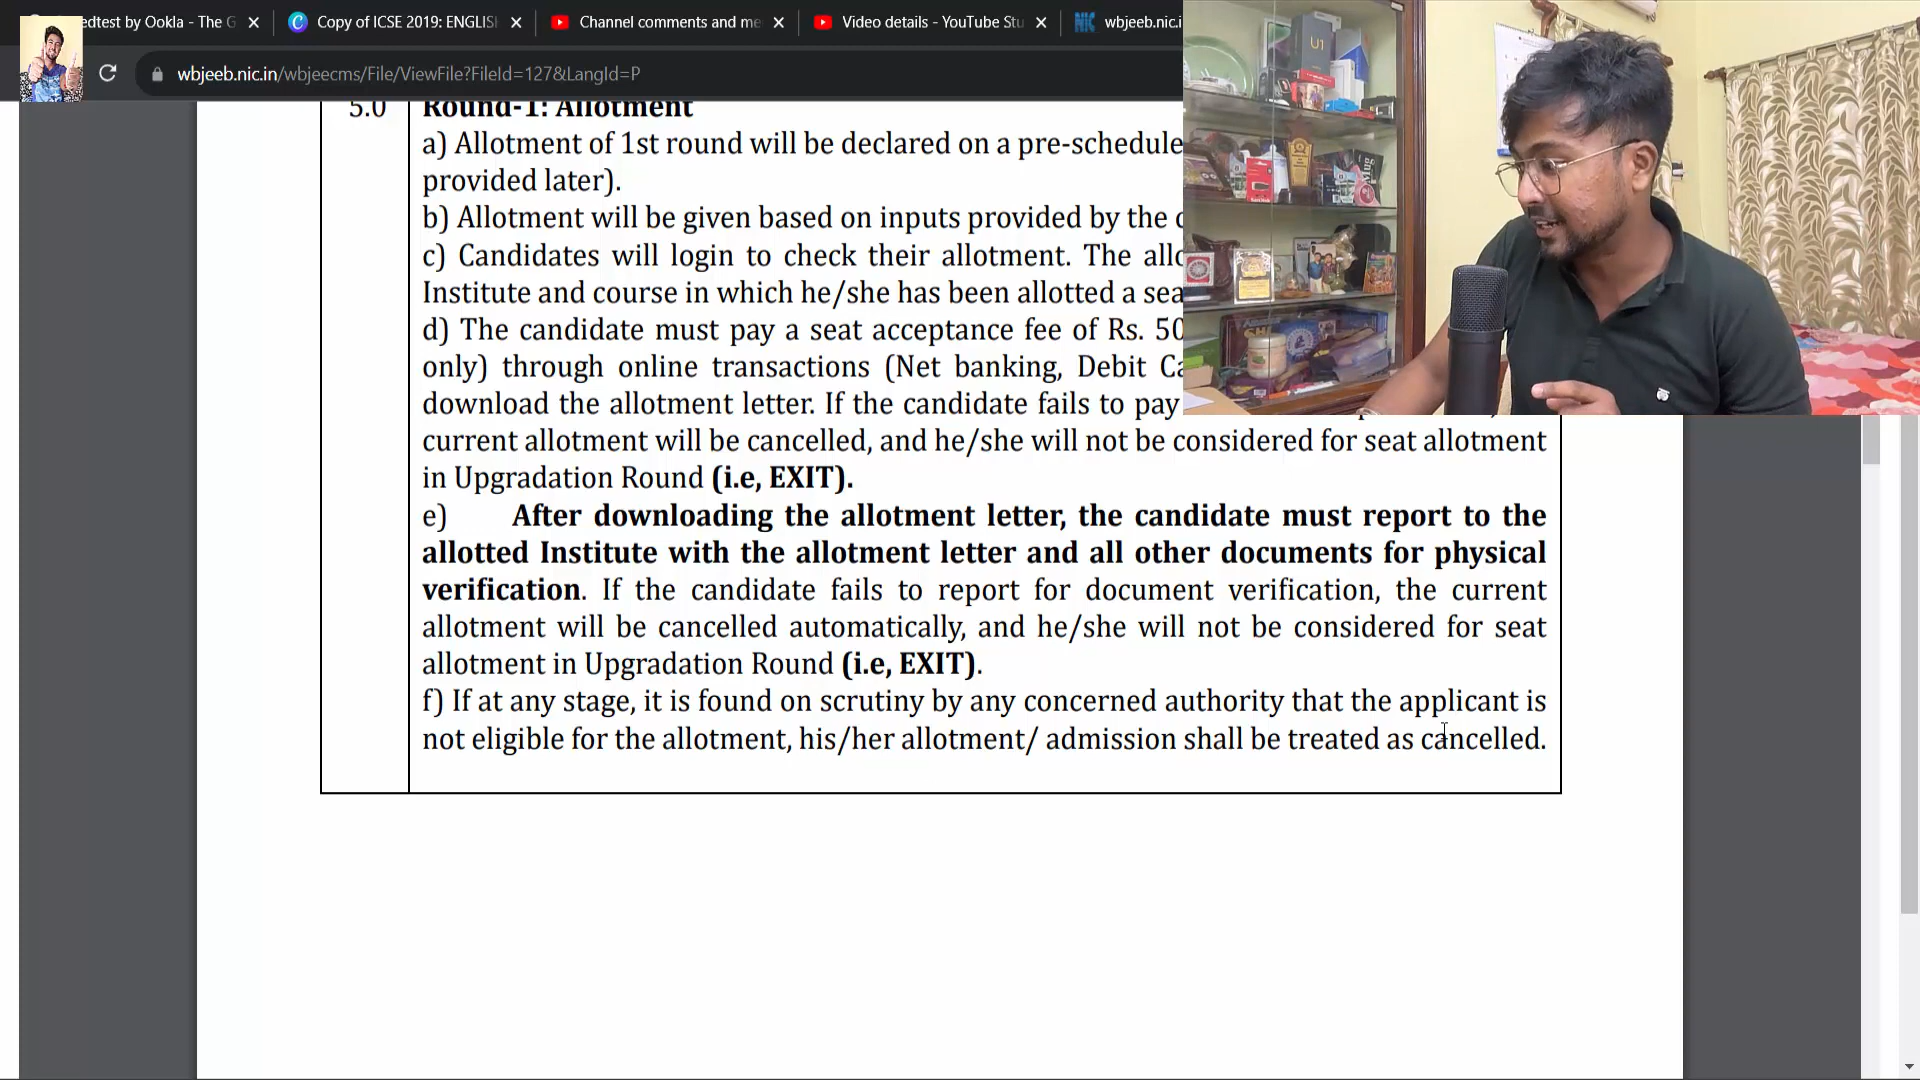 edtest by Ookla - The G
Copy of ICSE 2019: ENGLIS
Channel comments and me
Video details - YouTube Stu
NIC wbjeeb.nic.i
wbjeeb.nic.in/wbjeecms/File/ViewFile?FileId=127&LangId=P
5.0 Round-1: Allotment
a) Allotment of 1st round will be declared on a pre-schedule
provided later).
b) Allotment will be given based on inputs provided by the c
c) Candidates will login to check their allotment. The allo
Institute and course in which he/she has been allotted a sea
d) The candidate must pay a seat acceptance fee of Rs. 50
only) through online transactions (Net banking, Debit Ca
download the allotment letter. If the candidate fails to pay
current allotment will be cancelled, and he/she will not be considered for seat allotment
in Upgradation Round (i.e, EXIT).
e) After downloading the allotment letter, the candidate must report to the
allotted Institute with the allotment letter and all other documents for physical
verification. If the candidate fails to report for document verification, the current
allotment will be cancelled automatically, and he/she will not be considered for seat
allotment in Upgradation Round (i.e, EXIT).
f) If at any stage, it is found on scrutiny by any concerned authority that the applicant is
not eligible for the allotment, his/her allotment/ admission shall be treated as cancelled.
U1
Mug